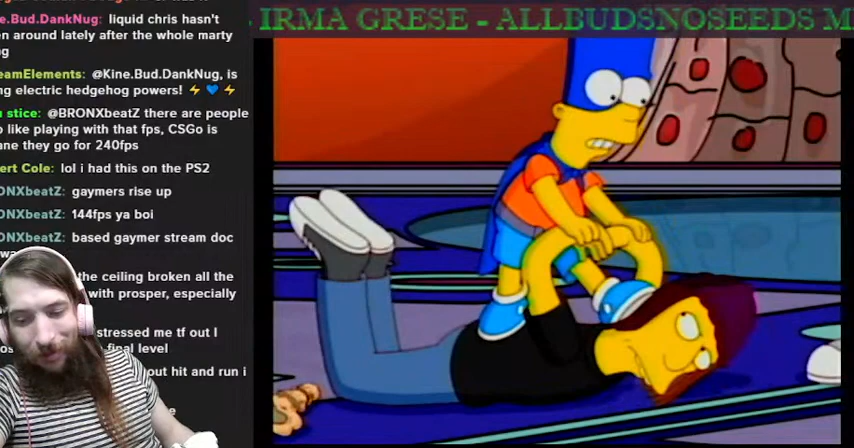 - IRMA GRESE - ALLBUDSNOSEEDS M
e.Bud.DankNug: liquid chris hasn't
en around lately after the whole marty
eamElements: @Kine.Bud.DankNug, is
ng electric hedgehog powers! ⚡ 💙 ⚡
stice: @BRONXbeatZ there are people
o like playing with that fps, CSGo is
ane they go for 240fps
ert Cole: lol i had this on the PS2
ONXbeatZ: gaymers rise up
ONXbeatZ: 144fps ya boi
ONXbeatZ: based gaymer stream doc
the ceiling broken all the
with prosper, especially
stressed me tf out I
final level
out hit and run i